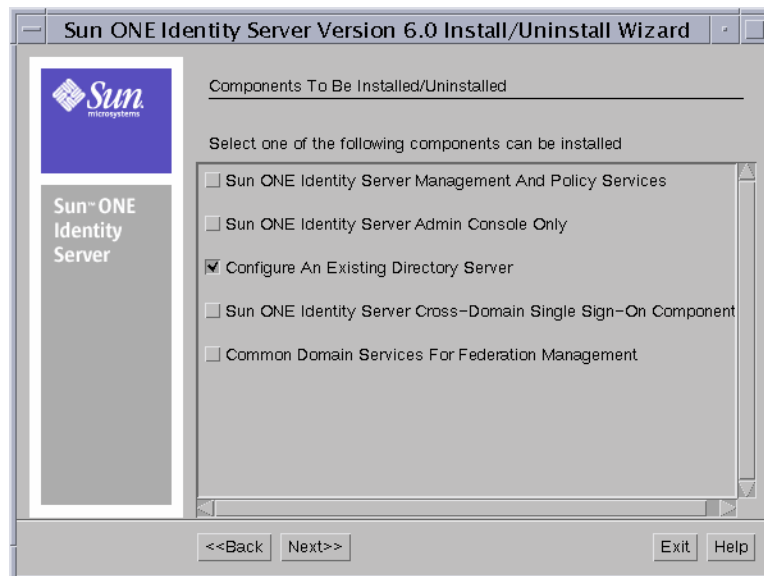 Sun ONE Identity Server Version 6.0 Install/Uninstall Wizard
Sun
microsystems
Sun™ ONE
Identity
Server
Components To Be Installed/Uninstalled
Select one of the following components can be installed
Sun ONE Identity Server Management And Policy Services
Sun ONE Identity Server Admin Console Only
Configure An Existing Directory Server
Sun ONE Identity Server Cross-Domain Single Sign-On Component
Common Domain Services For Federation Management
<<Back
Next>>
Exit
Help